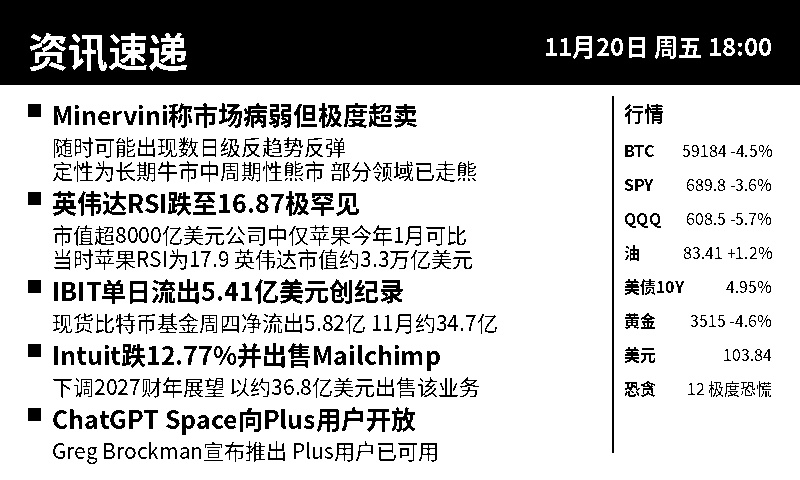 资讯速递
11月20日 周五 18:00
Minervini称市场病弱但极度超卖
随时可能出现数日级反趋势反弹
定性为长期牛市中周期性熊市 部分领域已走熊
英伟达RSI跌至16.87极罕见
市值超8000亿美元公司中仅苹果今年1月可比
当时苹果RSI为17.9 英伟达市值约3.3万亿美元
IBIT单日流出5.41亿美元创纪录
现货比特币基金周四净流出5.82亿 11月约34.7亿
Intuit跌12.77%并出售Mailchimp
下调2027财年展望 以约36.8亿美元出售该业务
ChatGPT Space向Plus用户开放
Greg Brockman宣布推出 Plus用户已可用
行情
BTC 59184 -4.5%
SPY 689.8 -3.6%
QQQ 608.5 -5.7%
油 83.41 +1.2%
美债10Y 4.95%
黄金 3515 -4.6%
美元 103.84
恐贪 12 极度恐慌